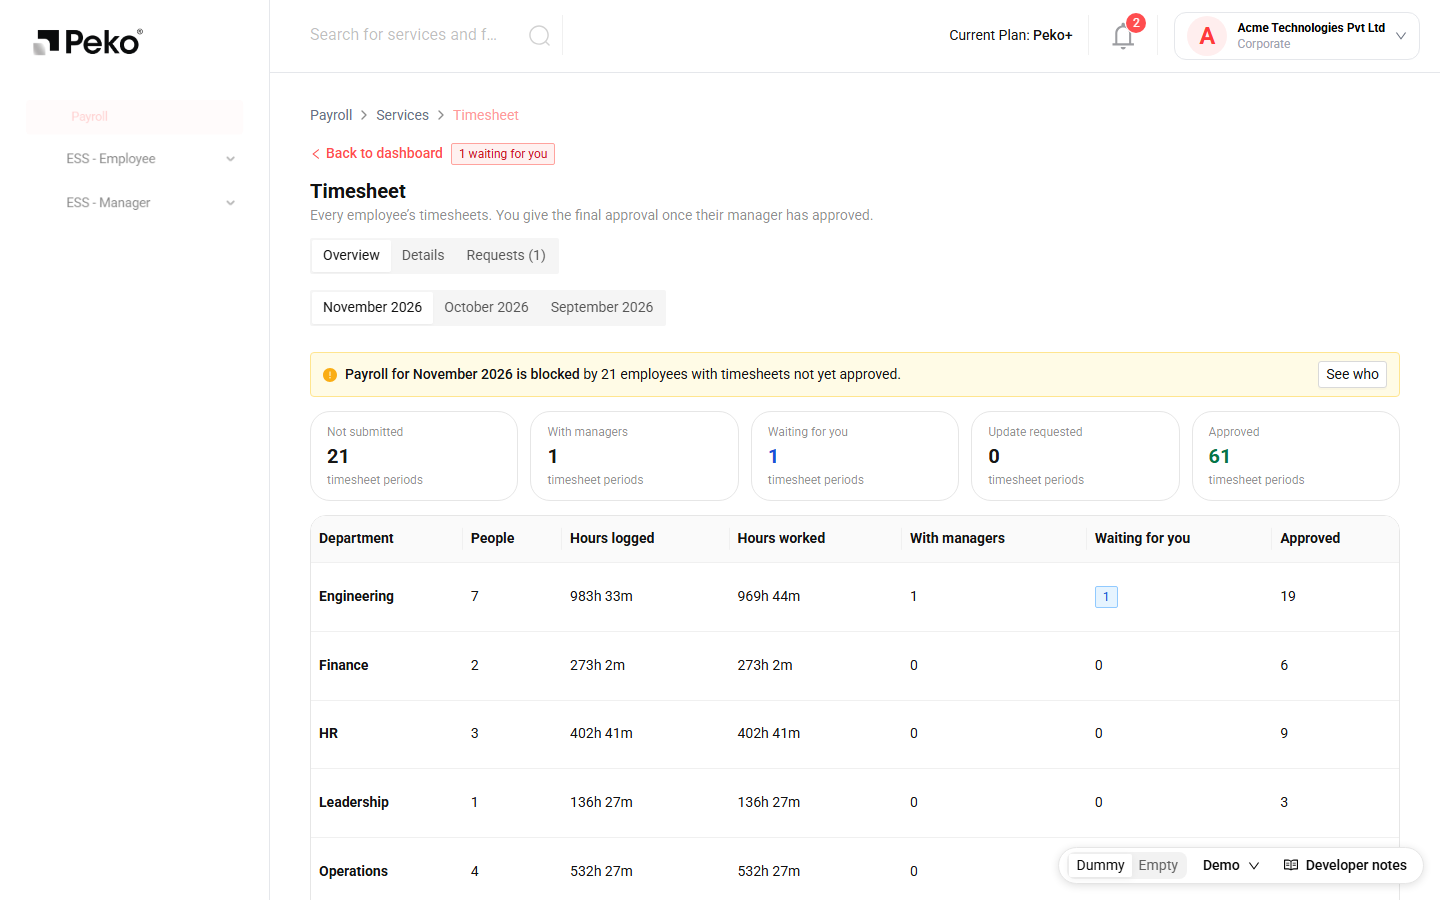 Peko®
Search for services and f...
Current Plan: Peko+
2
A
Acme Technologies Pvt Ltd
Corporate
Payroll
ESS - Employee
ESS - Manager
Payroll > Services > Timesheet
Back to dashboard
1 waiting for you
Timesheet
Every employee’s timesheets. You give the final approval once their manager has approved.
Overview Details Requests (1)
November 2026 October 2026 September 2026
Payroll for November 2026 is blocked by 21 employees with timesheets not yet approved.
See who
Not submitted
21
timesheet periods
With managers
1
timesheet periods
Waiting for you
1
timesheet periods
Update requested
0
timesheet periods
Approved
61
timesheet periods
Department People Hours logged Hours worked With managers Waiting for you Approved
Engineering 7 983h 33m 969h 44m 1 1 19
Finance 2 273h 2m 273h 2m 0 0 6
HR 3 402h 41m 402h 41m 0 0 9
Leadership 1 136h 27m 136h 27m 0 0 3
Operations 4 532h 27m 532h 27m 0
Dummy Empty Demo Developer notes